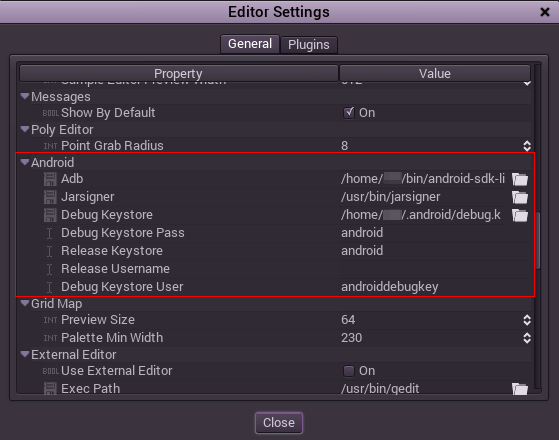 Editor Settings
General Plugins
Property Value
Messages
BOOL Show By Default On
Poly Editor
INT Point Grab Radius 8
Android
Adb /home/ /bin/android-sdk-li
Jarsigner /usr/bin/jarsigner
Debug Keystore /home/ /.android/debug.k
Debug Keystore Pass android
Release Keystore android
Release Username
Debug Keystore User androiddebugkey
Grid Map
INT Preview Size 64
INT Palette Min Width 230
External Editor
BOOL Use External Editor On
Exec Path /usr/bin/gedit
Close